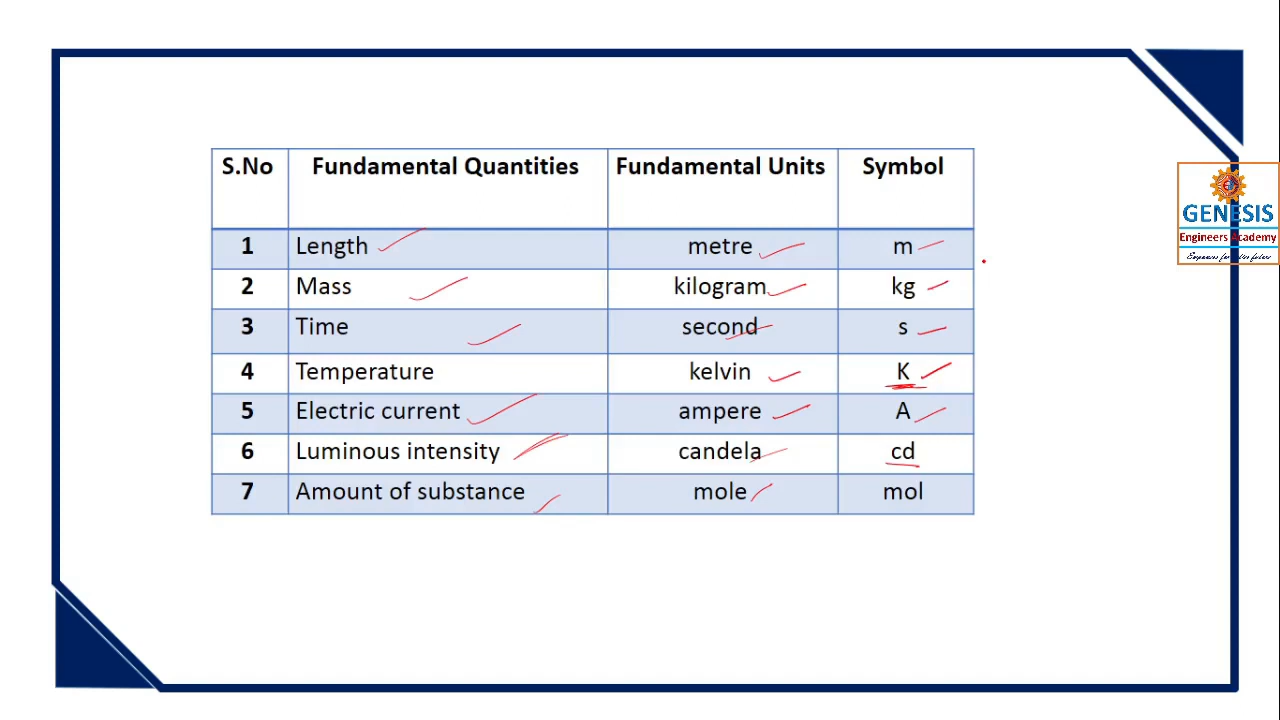 S.No Fundamental Quantities Fundamental Units Symbol
1 Length metre m
2 Mass kilogram kg
3 Time second s
4 Temperature kelvin K
5 Electric current ampere A
6 Luminous intensity candela cd
7 Amount of substance mole mol
GENESIS
Engineers Academy